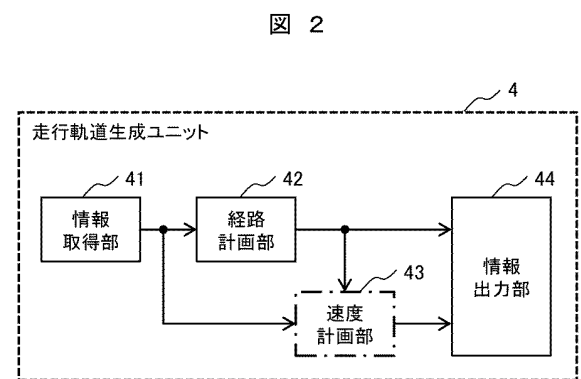 図 2
4
走行軌道生成ユニット
41
42
44
情報
取得部
経路
計画部
43
情報
出力部
速度
計画部